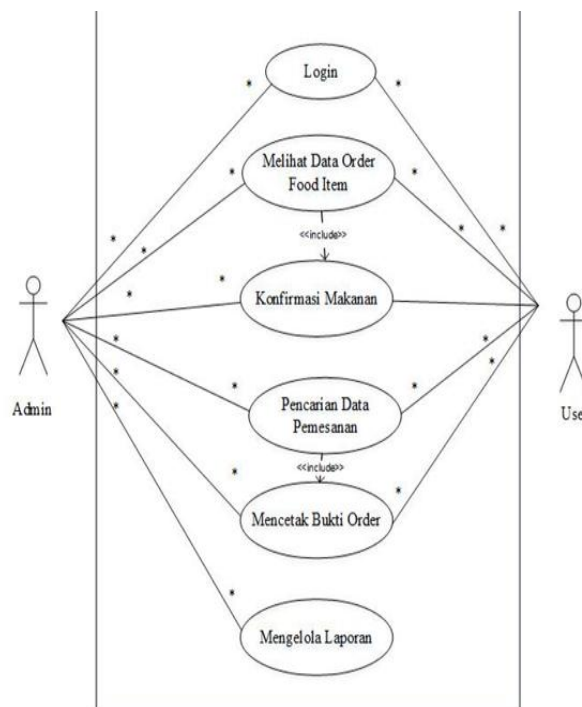 Login
*
*
Melihat Data Order
Food Item
*
*
<<include>>
*
*
*
*
Konfirmasi Makanan
*
*
Admin
User
*
*
*
*
*
Pencarian Data
Pemesanan
*
*
<<include>>
*
*
Mencetak Bukti Order
*
Mengelola Laporan